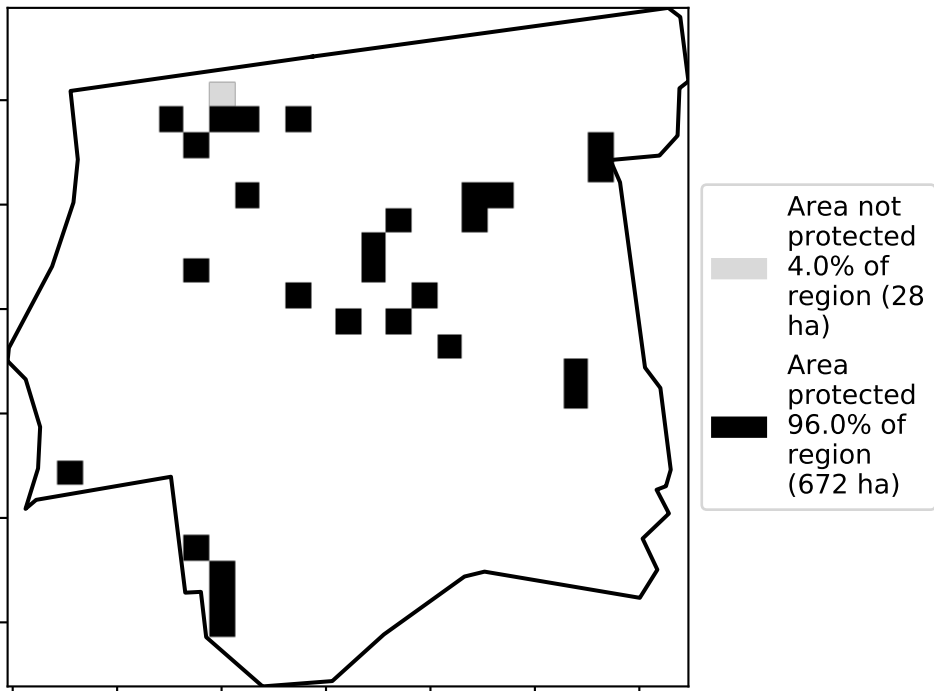 Area not
protected
4.0% of
region (28
ha)
Area
protected
96.0% of
region
(672 ha)